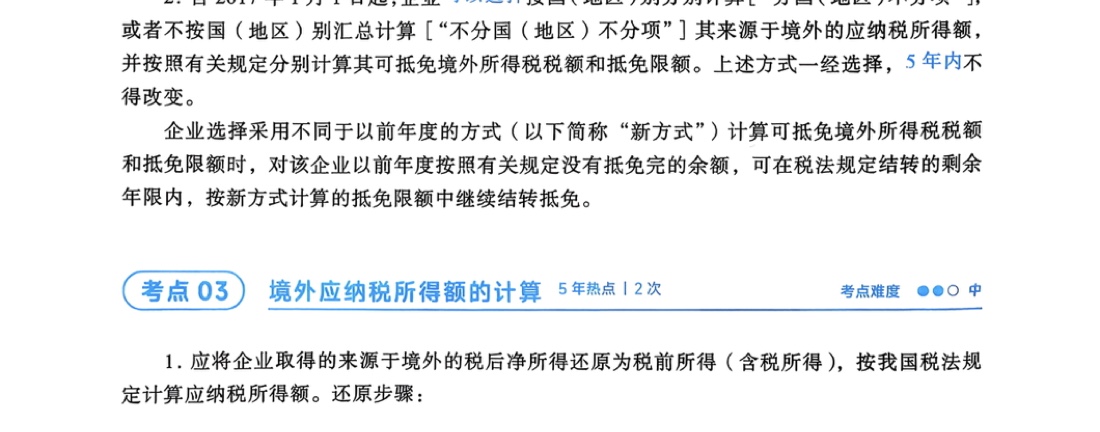 或者不按国（地区）别汇总计算［“不分国（地区）不分项”］其来源于境外的应纳税所得额，
并按照有关规定分别计算其可抵免境外所得税税额和抵免限额。上述方式一经选择，5 年内不
得改变。
企业选择采用不同于以前年度的方式（以下简称“新方式”）计算可抵免境外所得税税额
和抵免限额时，对该企业以前年度按照有关规定没有抵免完的余额，可在税法规定结转的剩余
年限内，按新方式计算的抵免限额中继续结转抵免。
考点 03 境外应纳税所得额的计算 5 年热点 | 2 次 考点难度 中
1. 应将企业取得的来源于境外的税后净所得还原为税前所得（含税所得），按我国税法规
定计算应纳税所得额。还原步骤：